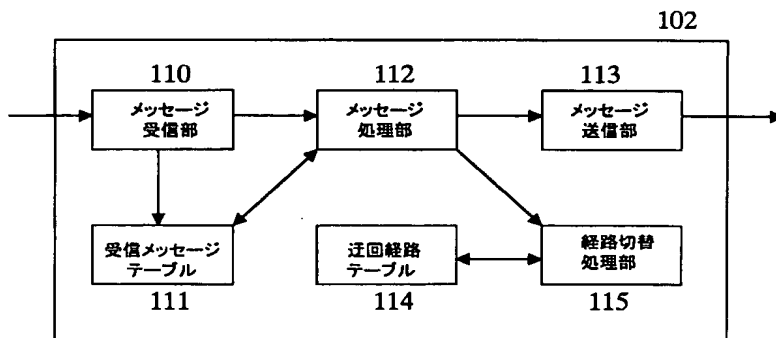 102
110
112
113
メッセージ
受信部
メッセージ
処理部
メッセージ
送信部
受信メッセージ
テーブル
迂回経路
テーブル
経路切替
処理部
111
114
115